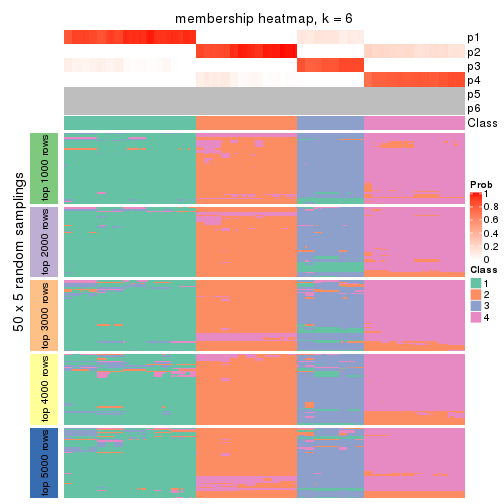 membership heatmap, k = 6
p1
p2
p3
p4
p5
p6
Class
50 x 5 random samplings
top 1000 rows
top 2000 rows
top 3000 rows
top 4000 rows
top 5000 rows
Prob
1
0.8
0.6
0.4
0.2
0
Class
1
2
3
4